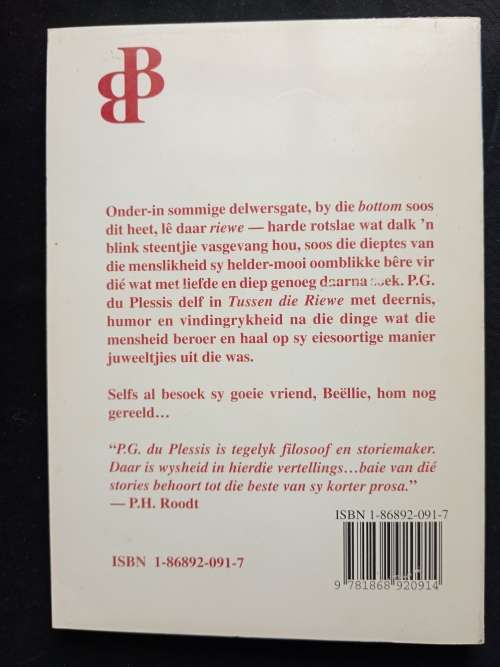 BB
Onder-in sommige delwersgate, by die bottom soos
dit heet, lê daar riewe — harde rotslae wat dalk 'n
blink steentjie vasgevang hou, soos die dieptes van
die menslikheid sy helder-mooi oomblikke bêre vir
dié wat met liefde en diep genoeg daarna soek. P.G.
du Plessis delf in Tussen die Riewe met deernis,
humor en vindingrykheid na die dinge wat die
mensheid beroer en haal op sy eiesoortige manier
juweeltjies uit die was.
Selfs al besoek sy goeie vriend, Beëllie, hom nog
gereeld…
“P.G. du Plessis is tegelyk filosoof en storiemaker.
Daar is wysheid in hierdie vertellings…baie van dié
stories behoort tot die beste van sy korter prosa.”
— P.H. Roodt
ISBN 1-86892-091-7
ISBN 1-86892-091-7
9 781868 920914